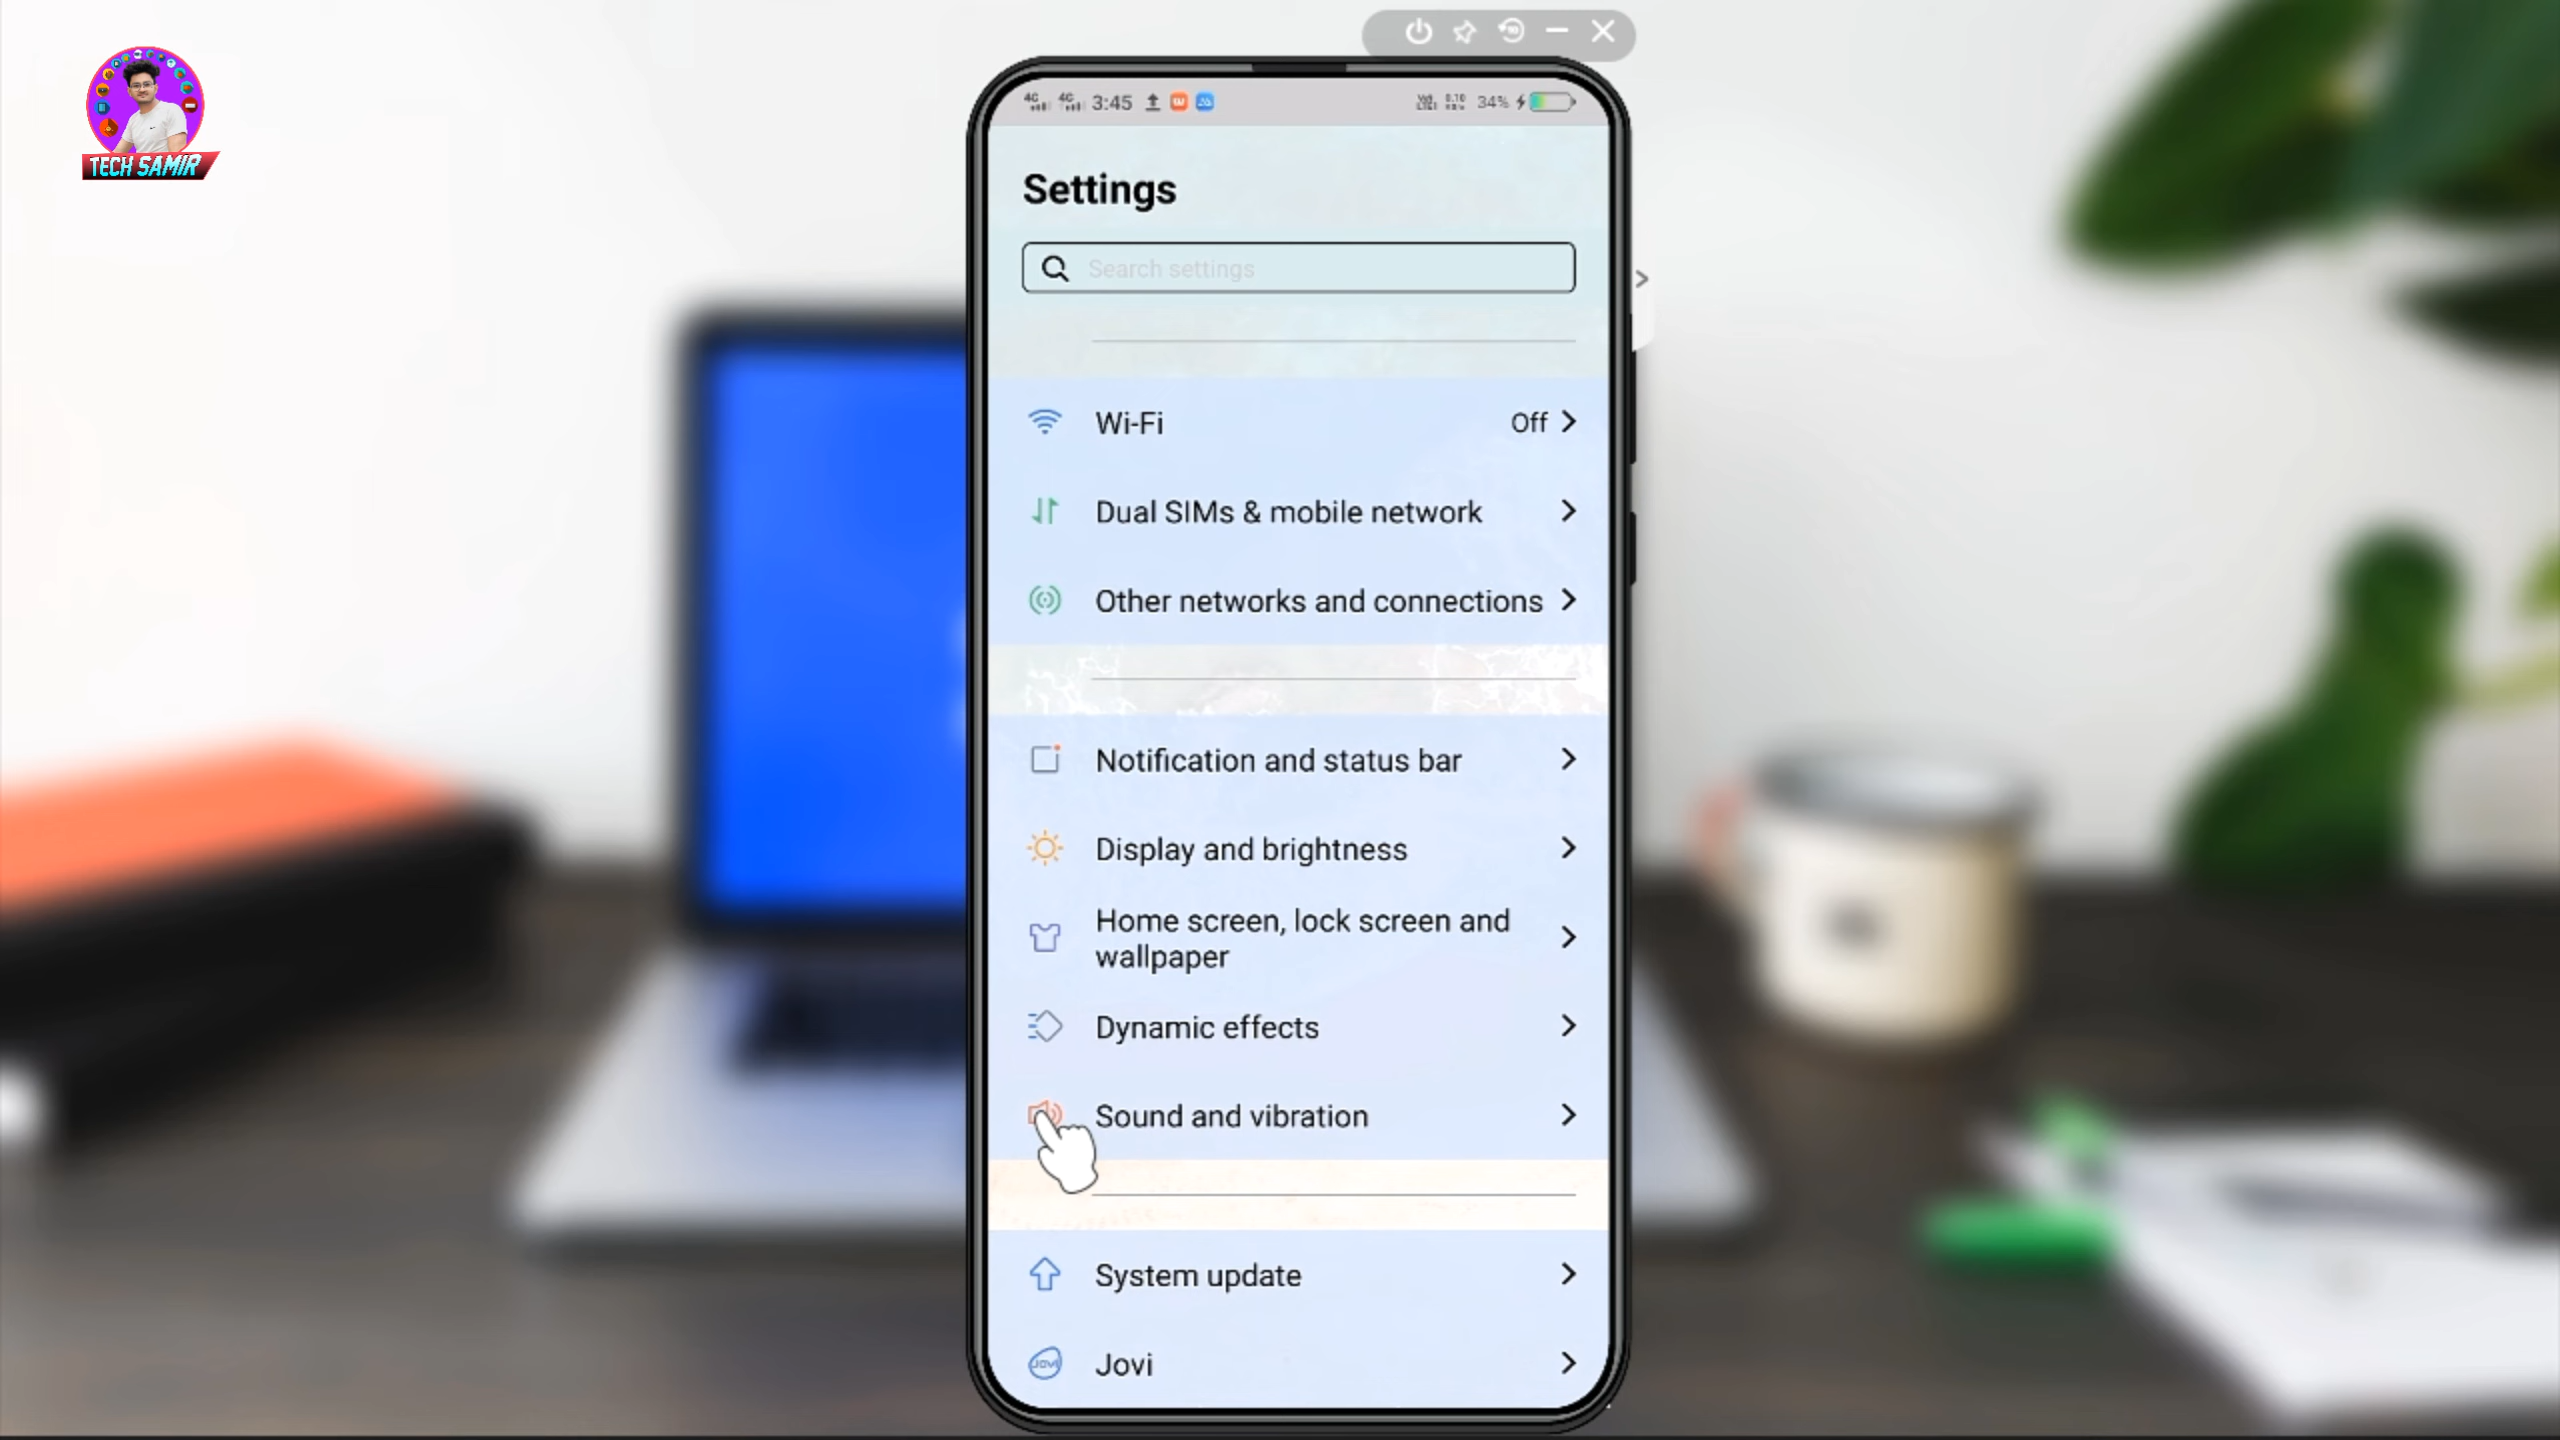 TECH SAMIR
4G 4G 3:45 34%
Settings
Search settings
Wi-Fi Off
Dual SIMs & mobile network
Other networks and connections
Notification and status bar
Display and brightness
Home screen, lock screen and
wallpaper
Dynamic effects
Sound and vibration
System update
Jovi